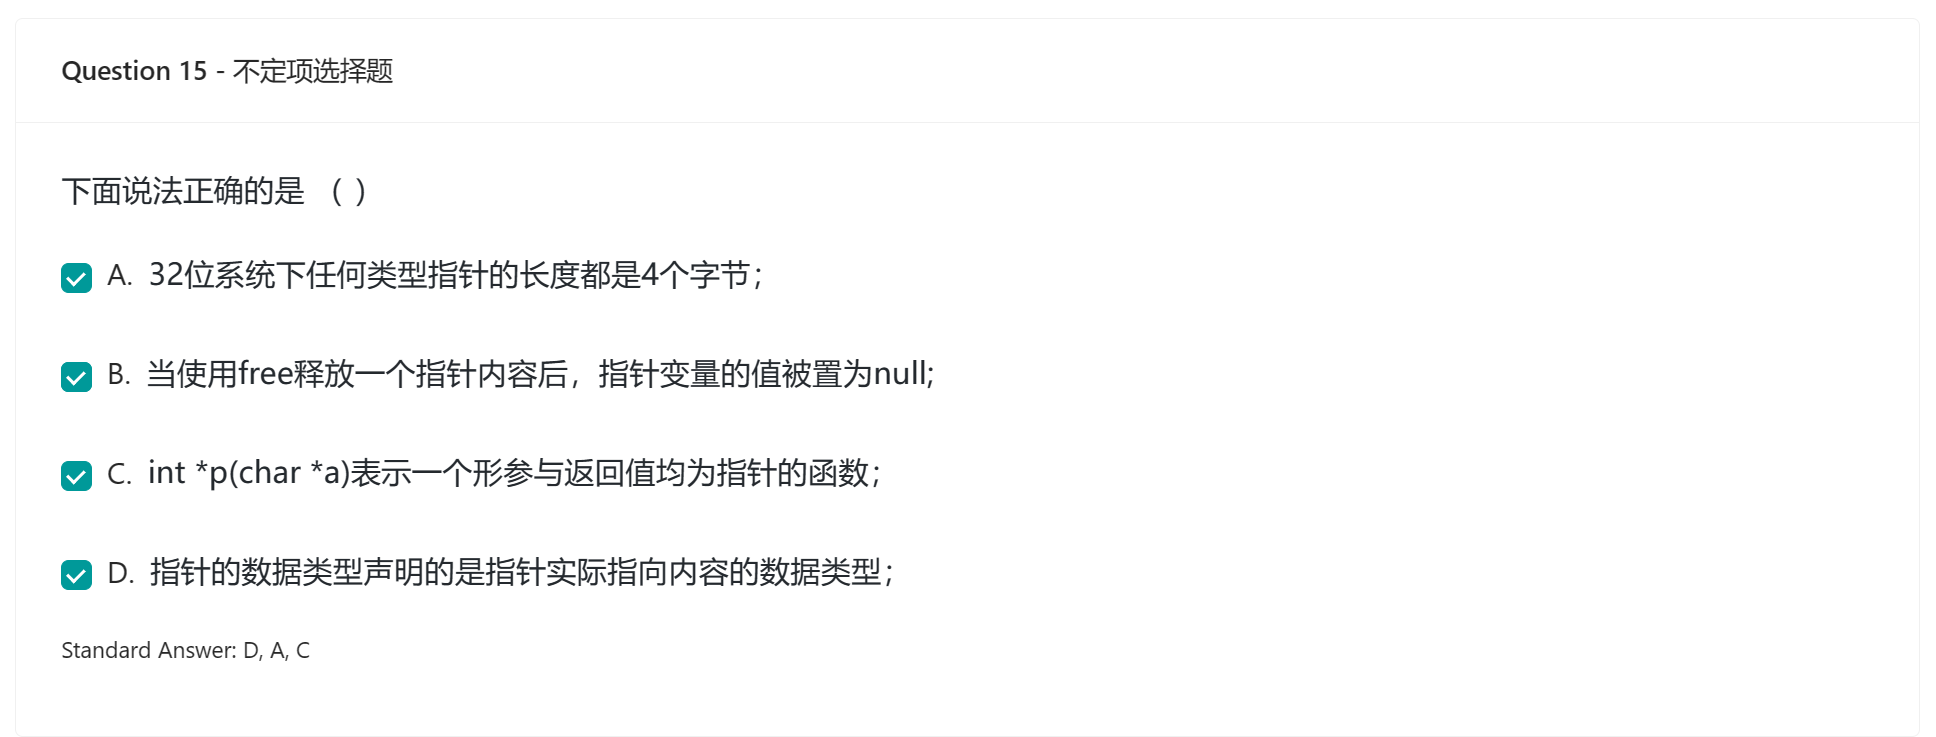 Question 15 - 不定项选择题
下面说法正确的是 （ ）
A. 32位系统下任何类型指针的长度都是4个字节；
B. 当使用free释放一个指针内容后，指针变量的值被置为null;
C. int *p(char *a)表示一个形参与返回值均为指针的函数；
D. 指针的数据类型声明的是指针实际指向内容的数据类型；
Standard Answer: D, A, C